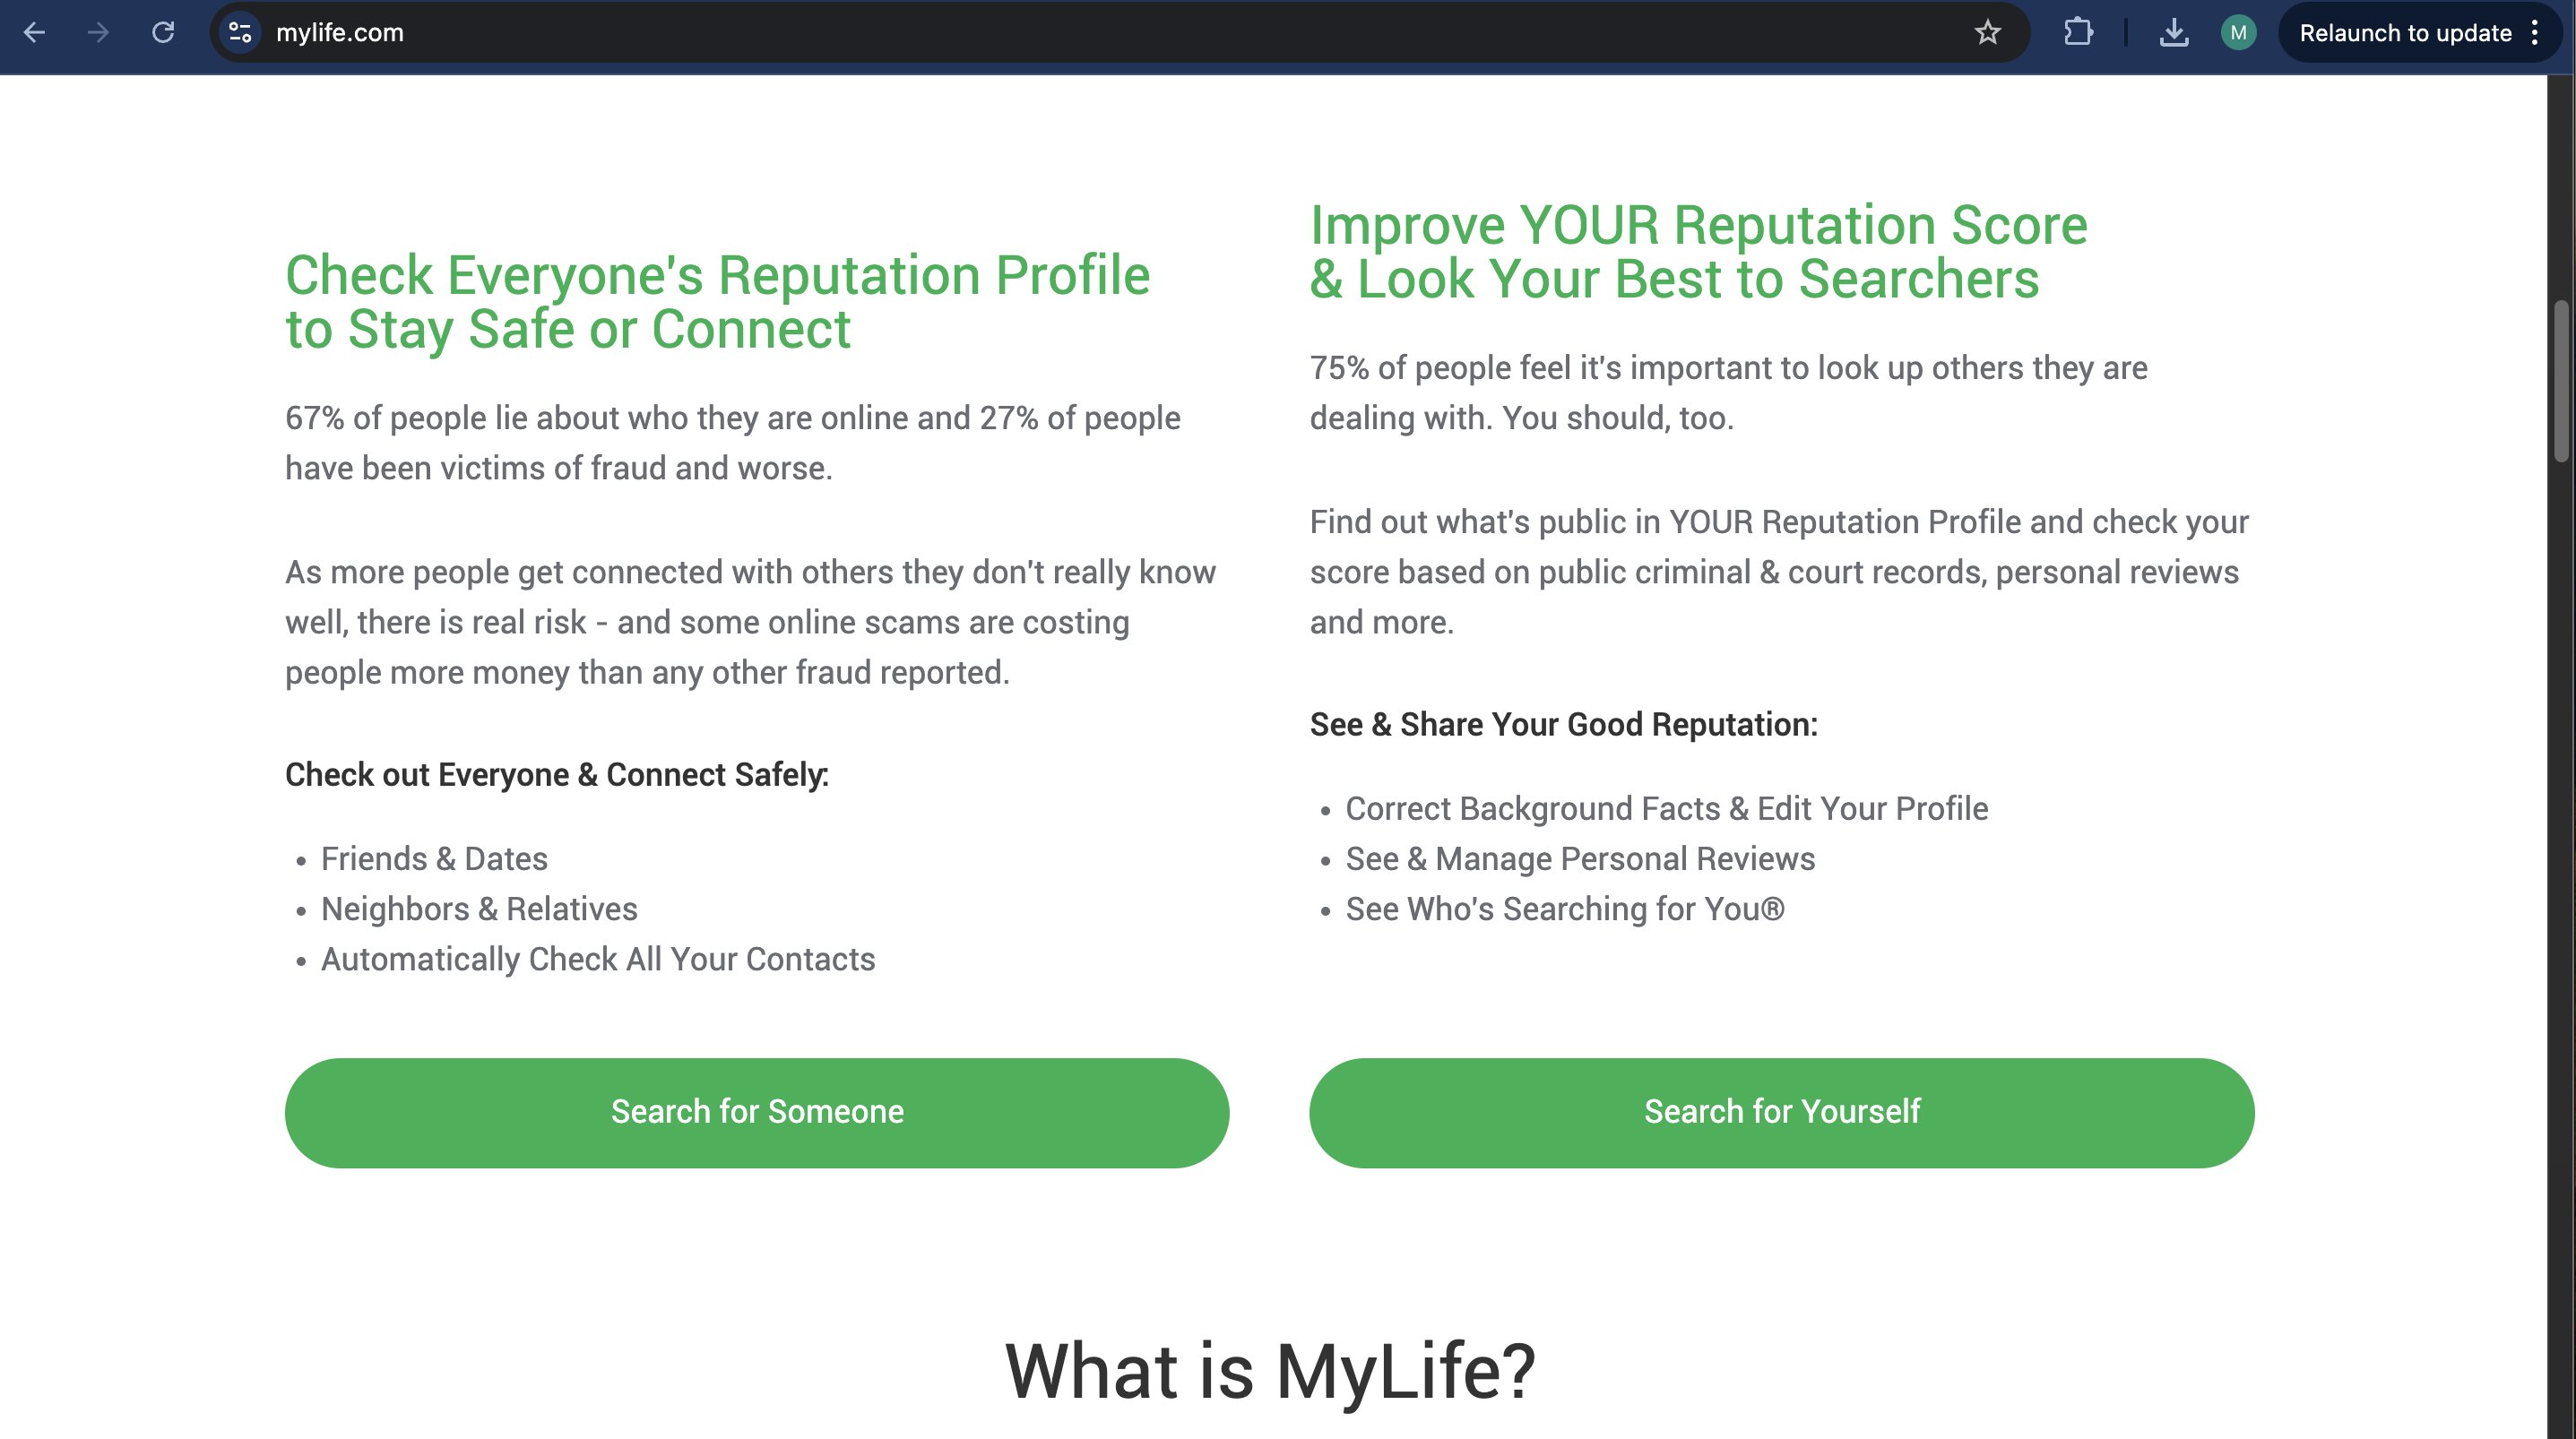 mylife.com
M
Relaunch to update
Check Everyone's Reputation Profile
to Stay Safe or Connect
67% of people lie about who they are online and 27% of people
have been victims of fraud and worse.
As more people get connected with others they don't really know
well, there is real risk - and some online scams are costing
people more money than any other fraud reported.
Check out Everyone & Connect Safely:
• Friends & Dates
• Neighbors & Relatives
• Automatically Check All Your Contacts
Search for Someone
Improve YOUR Reputation Score
& Look Your Best to Searchers
75% of people feel it's important to look up others they are
dealing with. You should, too.
Find out what's public in YOUR Reputation Profile and check your
score based on public criminal & court records, personal reviews
and more.
See & Share Your Good Reputation:
• Correct Background Facts & Edit Your Profile
• See & Manage Personal Reviews
• See Who's Searching for You®
Search for Yourself
What is MyLife?